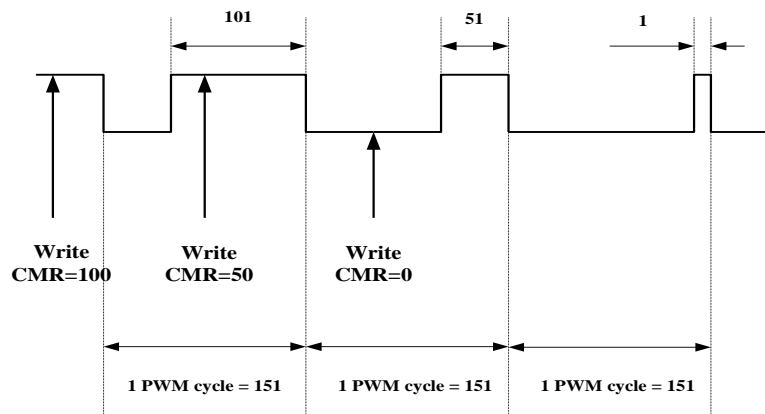 101
51
1
Write
CMR=100
Write
CMR=50
Write
CMR=0
1 PWM cycle = 151
1 PWM cycle = 151
1 PWM cycle = 151